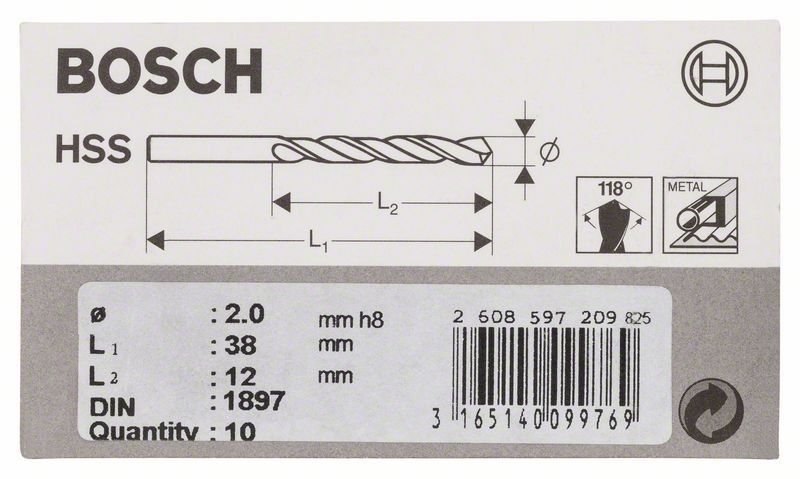 BOSCH
HSS
Ø
L2
L1
118°
METAL
ø : 2.0 mm h8
L1 : 38 mm
L2 : 12 mm
DIN : 1897
Quantity : 10
2 608 597 209 825
3 165140 099769